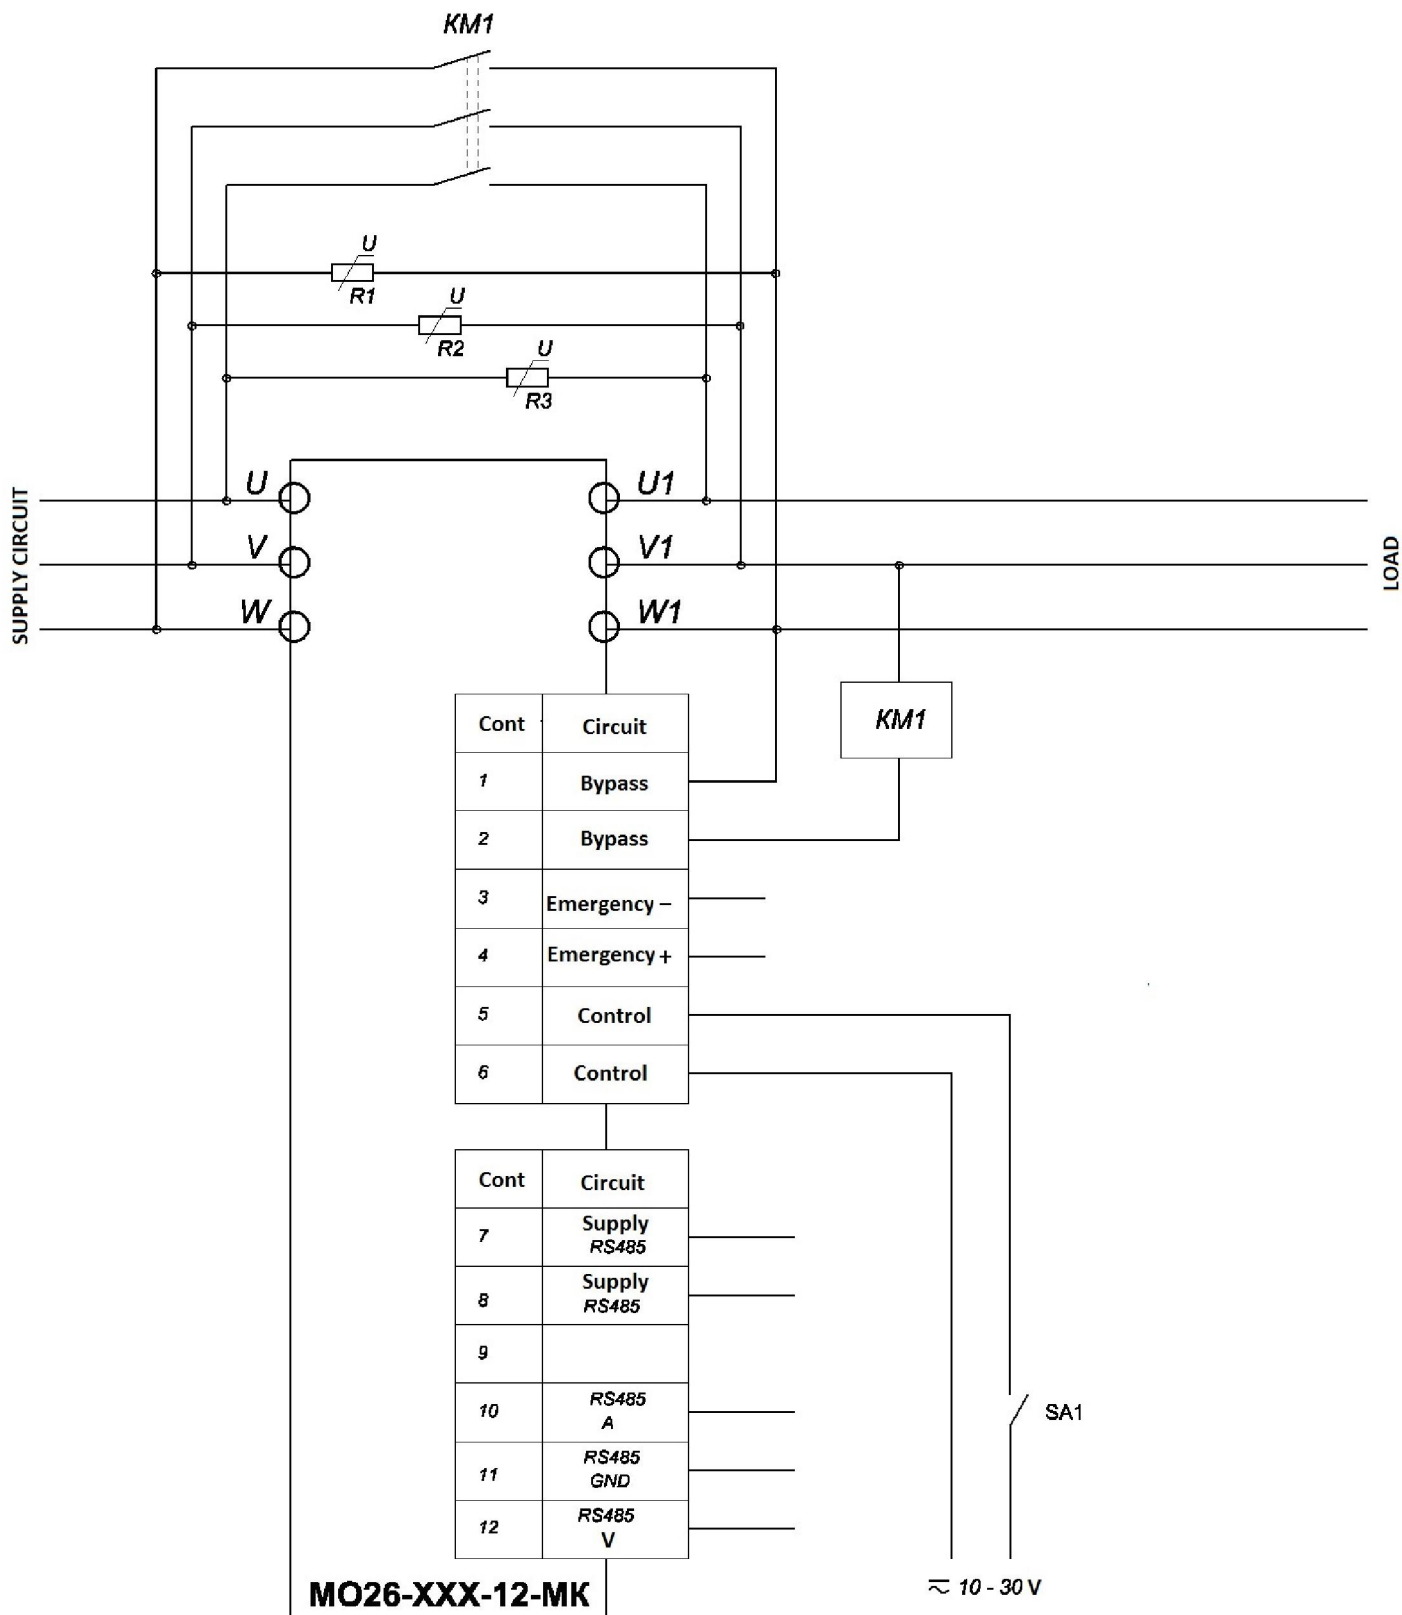 KM1
U
R1
U
R2
U
R3
SUPPLY CIRCUIT
U
U1
V
V1
W
W1
LOAD
Cont Circuit
1 Bypass
2 Bypass
3 Emergency –
4 Emergency +
5 Control
6 Control
KM1
Cont Circuit
7 Supply
RS485
8 Supply
RS485
9
10 RS485
A
11 RS485
GND
12 RS485
V
SA1
MO26-XXX-12-MK
10 - 30 V